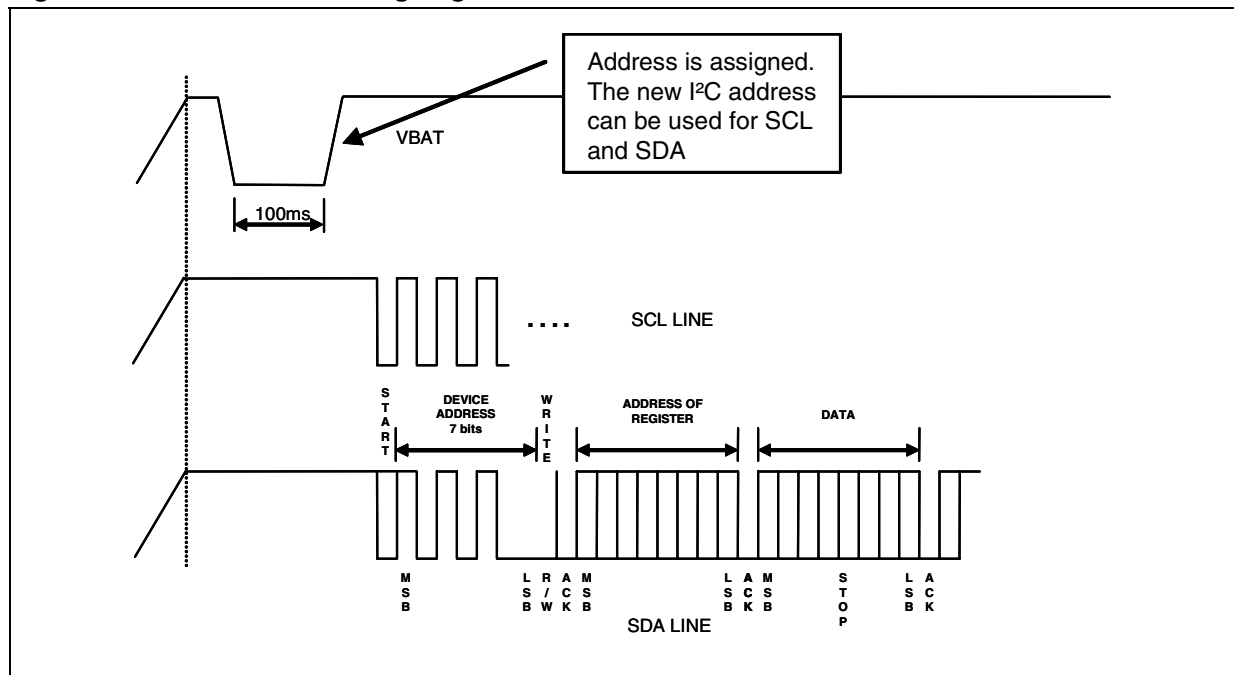 Address is assigned.
The new I²C address
can be used for SCL
and SDA
VBAT
100ms
....
SCL LINE
START
DEVICE
ADDRESS
7 bits
WRITE
ADDRESS OF
REGISTER
DATA
MSB
LSB
R/W
ACK
MSB
LSB
ACK
MSB
STOP
LSB
ACK
SDA LINE